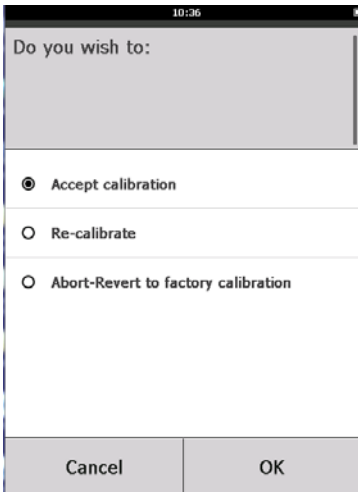 10:36
Do you wish to:
Accept calibration
Re-calibrate
Abort-Revert to factory calibration
Cancel OK